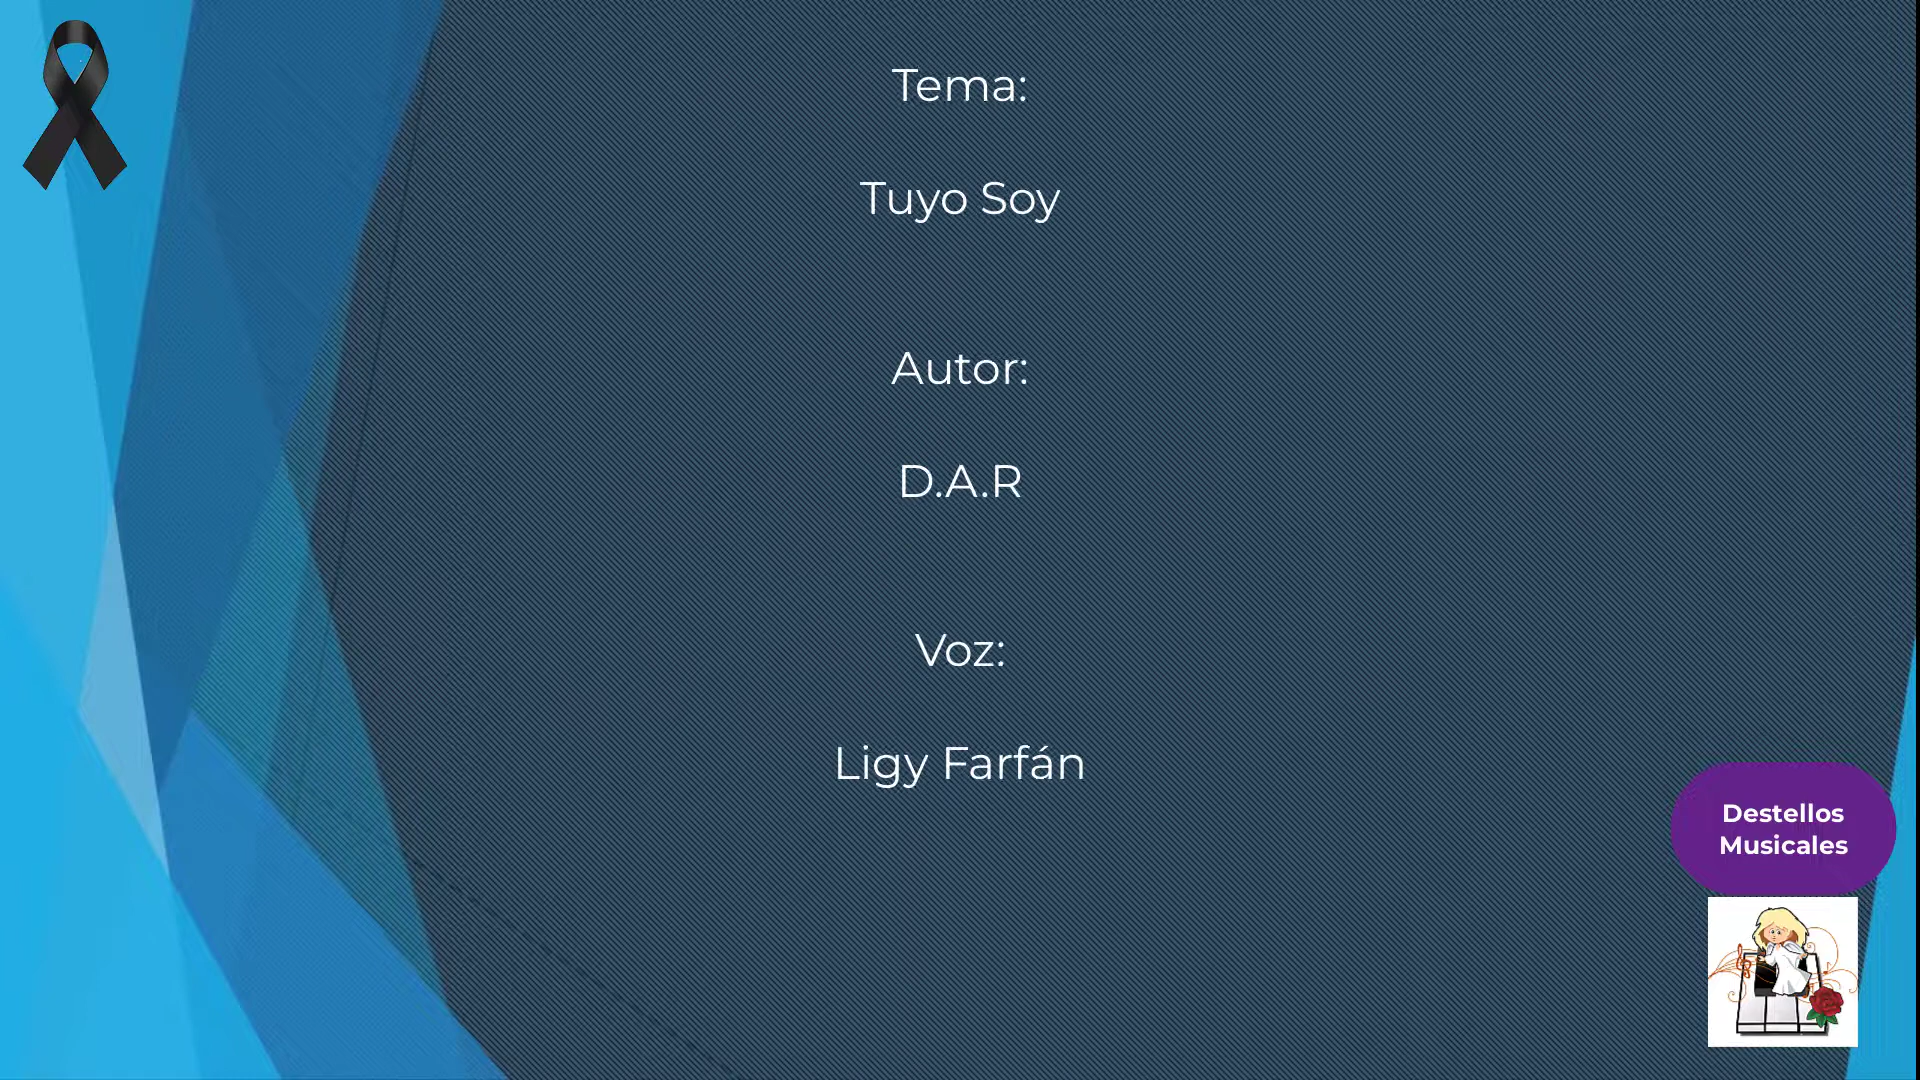 Tema:
Tuyo Soy
Autor:
D.A.R
Voz:
Ligy Farfán
Destellos
Musicales